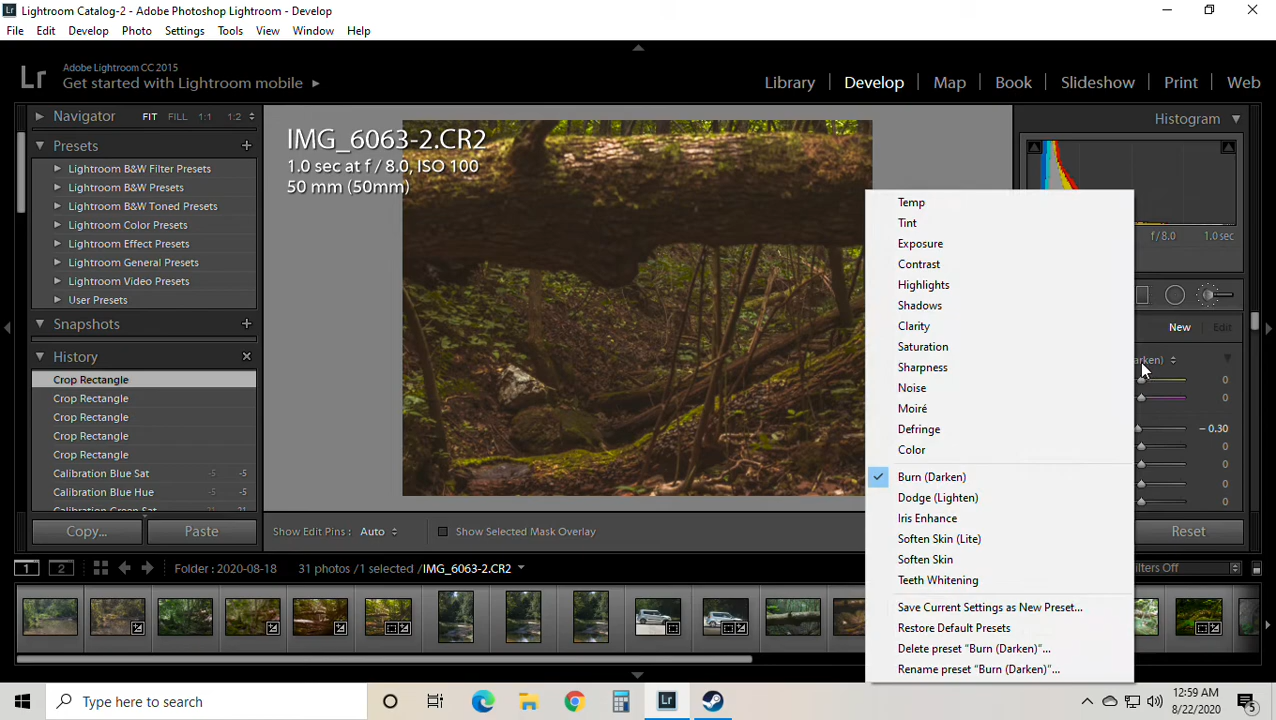 Lightroom Catalog-2 - Adobe Photoshop Lightroom - Develop
File Edit Develop Photo Settings Tools View Window Help
Lr
Adobe Lightroom CC 2015
Get started with Lightroom mobile
Library Develop Map Book Slideshow Print Web
Navigator FIT FILL 1:1 1:2
Presets
Lightroom B&W Filter Presets
Lightroom B&W Presets
Lightroom B&W Toned Presets
Lightroom Color Presets
Lightroom Effect Presets
Lightroom General Presets
Lightroom Video Presets
User Presets
Snapshots
History
Crop Rectangle
Crop Rectangle
Crop Rectangle
Crop Rectangle
Crop Rectangle
Calibration Blue Sat -5 -5
Calibration Blue Hue -5 -5
Calibration Green Sat 21 21
Copy... Paste
IMG_6063-2.CR2
1.0 sec at f / 8.0, ISO 100
50 mm (50mm)
Show Edit Pins : Auto Show Selected Mask Overlay
Temp
Tint
Exposure
Contrast
Highlights
Shadows
Clarity
Saturation
Sharpness
Noise
Moiré
Defringe
Color
Burn (Darken)
Dodge (Lighten)
Iris Enhance
Soften Skin (Lite)
Soften Skin
Teeth Whitening
Save Current Settings as New Preset...
Restore Default Presets
Delete preset “Burn (Darken)”...
Rename preset “Burn (Darken)”...
Histogram
f/8.0 1.0 sec
New Edit
arken)
0
0
– 0.30
0
0
0
0
Reset
1 2 Folder : 2020-08-18 31 photos /1 selected /IMG_6063-2.CR2
ilters Off
Type here to search
Lr
12:59 AM
8/22/2020
5